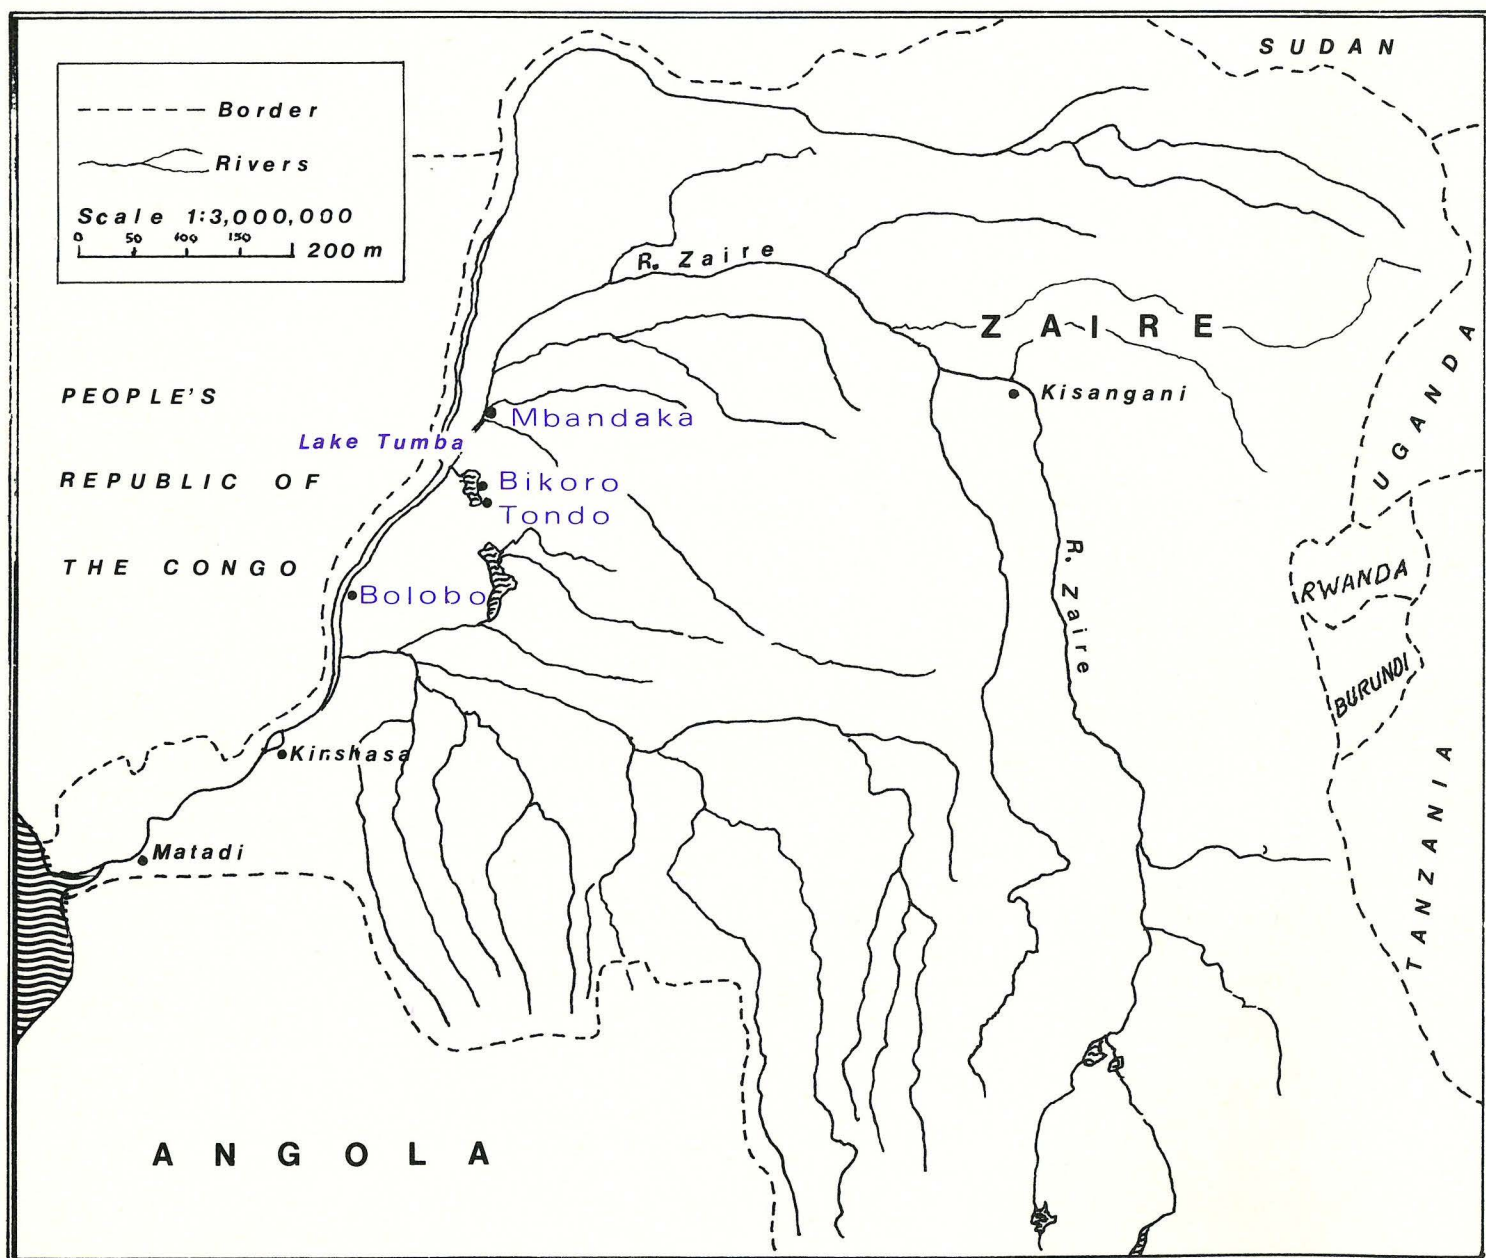 SUDAN
Border
Rivers
Scale 1:3,000,000
0 50 100 150 200 m
R. Zaire
ZAIRE
UGANDA
PEOPLE'S
REPUBLIC OF
THE CONGO
Kisangani
Mbandaka
Lake Tumba
Bikoro
Tondo
R. Zaire
RWANDA
Bolobo
BURUNDI
Kinshasa
TANZANIA
Matadi
ANGOLA